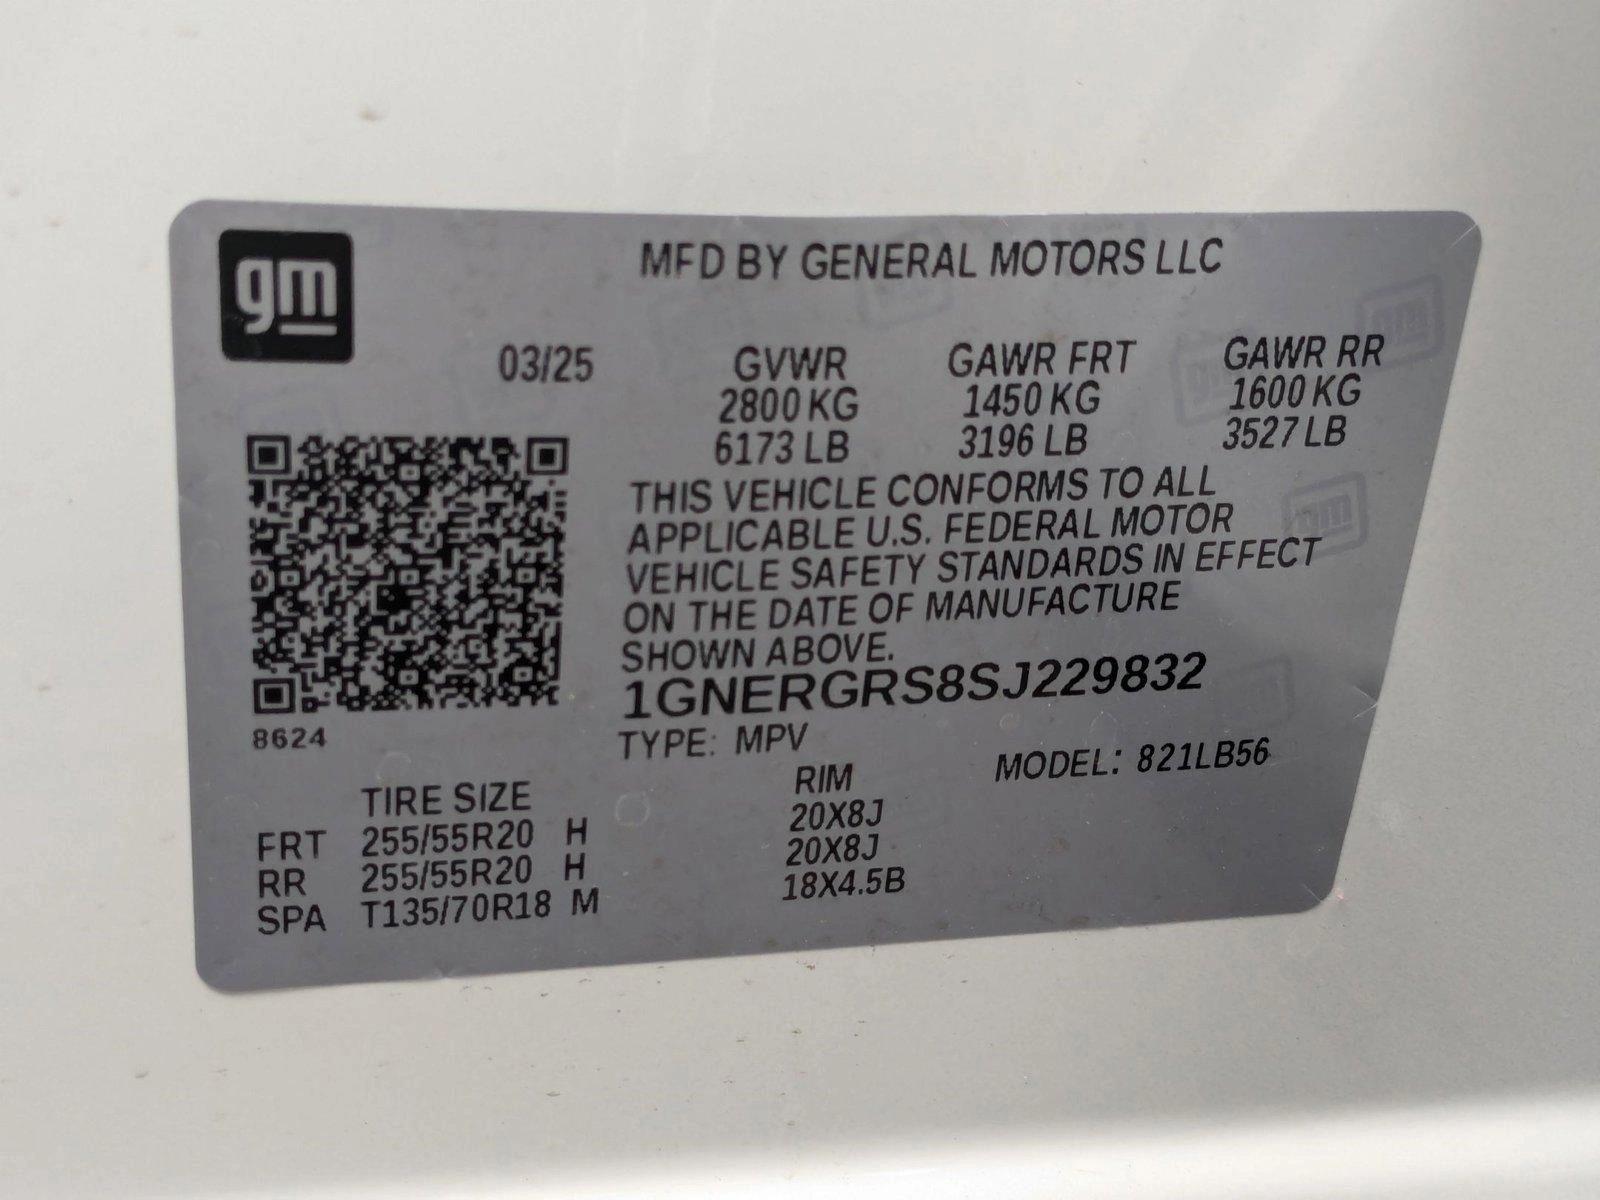 gm
MFD BY GENERAL MOTORS LLC
03/25 GVWR GAWR FRT GAWR RR
2800 KG 1450 KG 1600 KG
6173 LB 3196 LB 3527 LB
THIS VEHICLE CONFORMS TO ALL
APPLICABLE U.S. FEDERAL MOTOR
VEHICLE SAFETY STANDARDS IN EFFECT
ON THE DATE OF MANUFACTURE
SHOWN ABOVE.
1GNERGRS8SJ229832
8624
TYPE: MPV MODEL: 821LB56
TIRE SIZE RIM
FRT 255/55R20 H 20X8J
RR 255/55R20 H 20X8J
SPA T135/70R18 M 18X4.5B